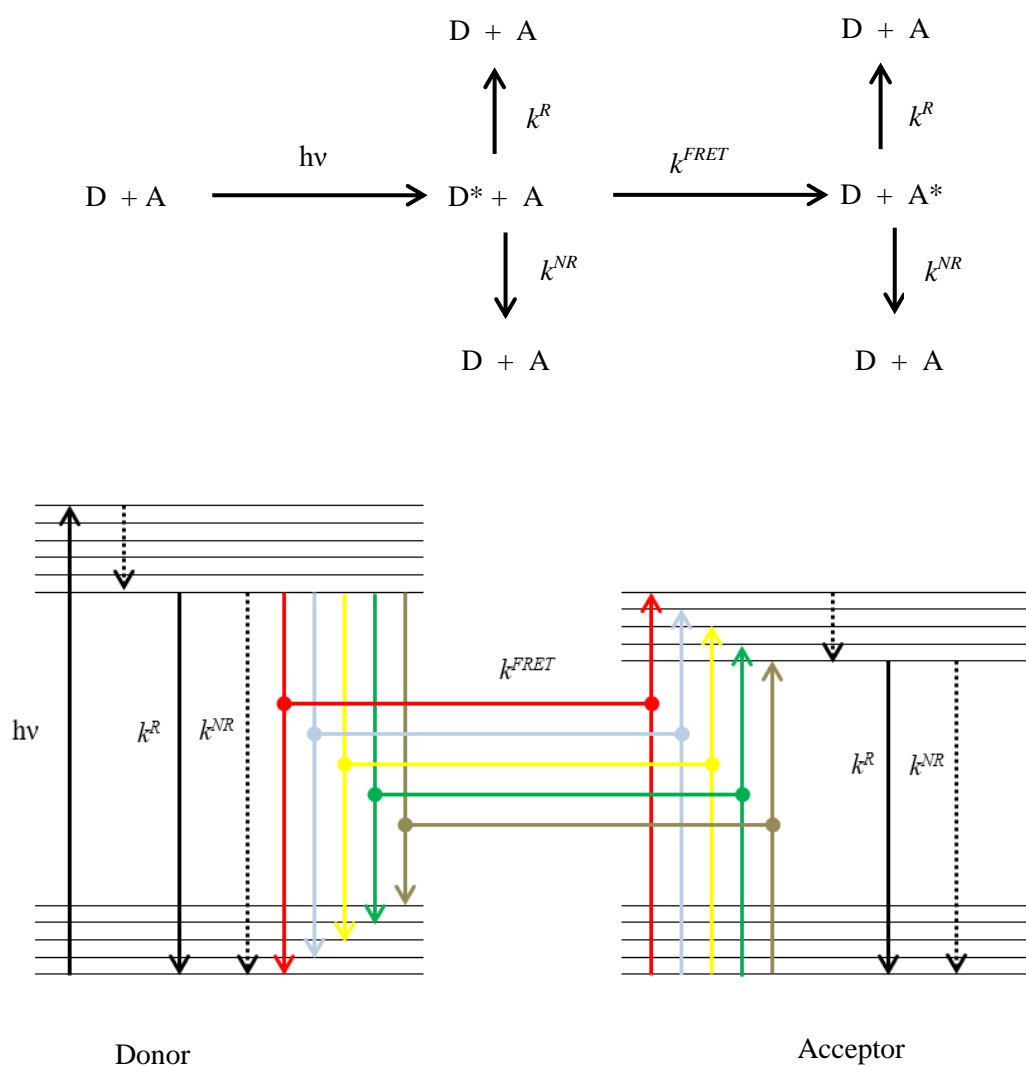 D + A D + A
k^R k^R
hν k^FRET
D + A D* + A D + A*
k^NR k^NR
D + A D + A
k^FRET
hν k^R k^NR k^R k^NR
Donor Acceptor